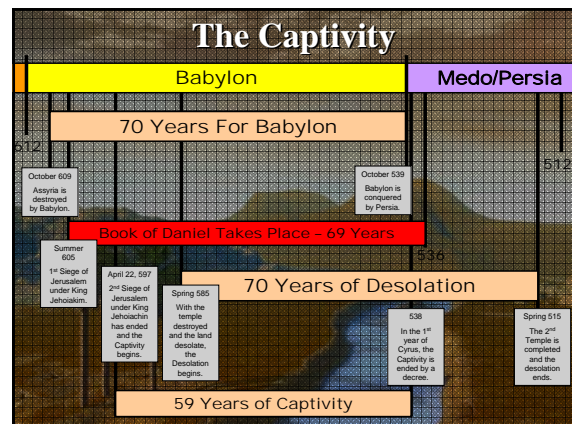 The Captivity
Babylon
Medo/Persia
70 Years For Babylon
612
512
October 609
Assyria is
destroyed
by Babylon.
October 539
Babylon is
conquered
by Persia.
Book of Daniel Takes Place – 69 Years
536
Summer
605
1st Siege of
Jerusalem
under King
Jehoiakim.
April 22, 597
2nd Siege of
Jerusalem
under King
Jehoiachin
has ended
and the
Captivity
begins.
Spring 585
With the
temple
destroyed
and the land
desolate,
the
Desolation
begins.
70 Years of Desolation
538
In the 1st
year of
Cyrus, the
Captivity is
ended by a
decree.
Spring 515
The 2nd
Temple is
completed
and the
desolation
ends.
59 Years of Captivity